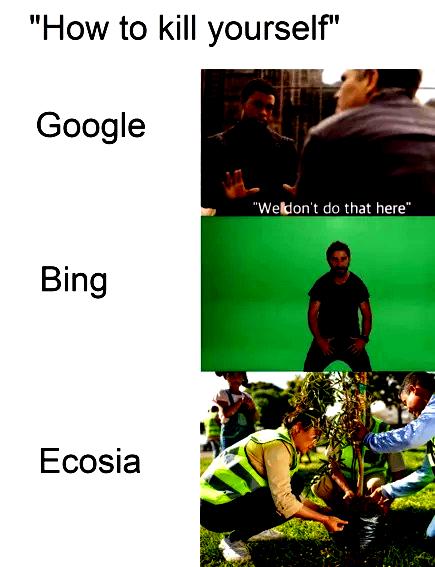 "How to kill yourself"
Google
"We don't do that here"
Bing
Ecosia